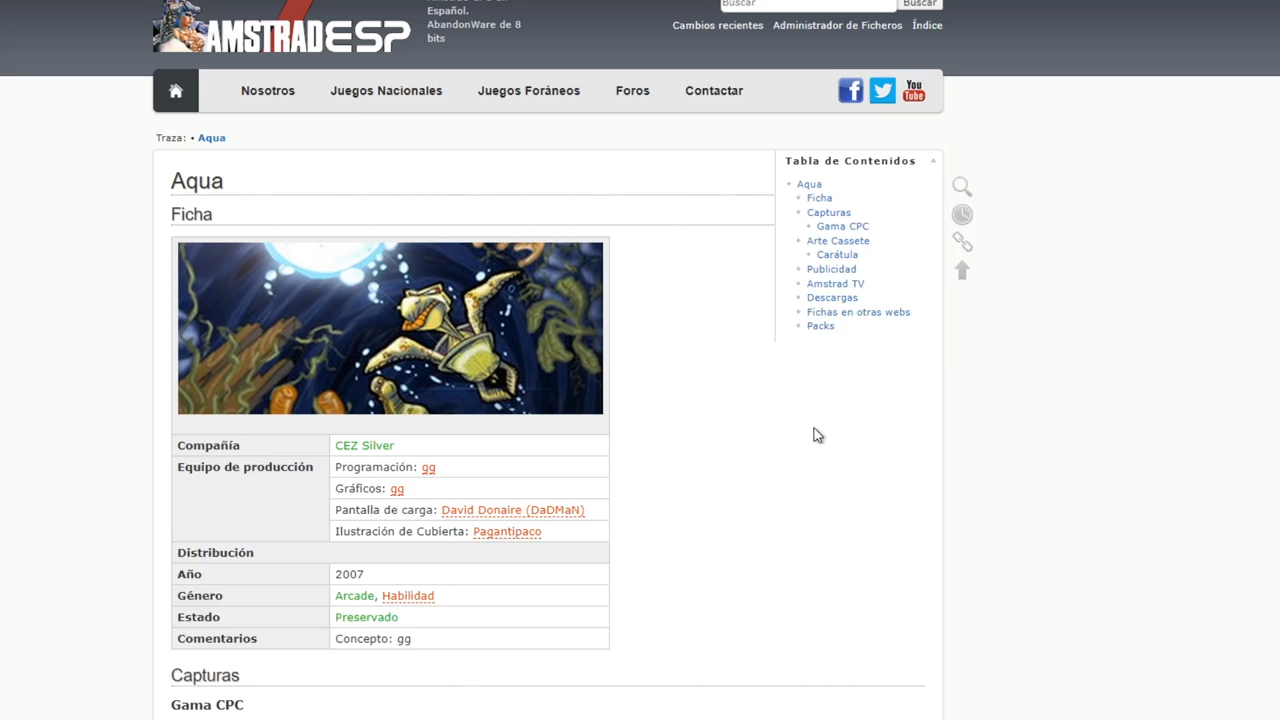 Español.
AbandonWare de 8
bits
Buscar
Buscar
Cambios recientes Administrador de Ficheros Índice
AMSTRADESP
Nosotros Juegos Nacionales Juegos Foráneos Foros Contactar
You
Tube
Traza: • Aqua
Aqua
Ficha
Compañía CEZ Silver
Equipo de producción Programación: gg
Gráficos: gg
Pantalla de carga: David Donaire (DaDMaN)
Ilustración de Cubierta: Pagantipaco
Distribución
Año 2007
Género Arcade, Habilidad
Estado Preservado
Comentarios Concepto: gg
Capturas
Gama CPC
Tabla de Contenidos
Aqua
Ficha
Capturas
Gama CPC
Arte Cassete
Carátula
Publicidad
Amstrad TV
Descargas
Fichas en otras webs
Packs